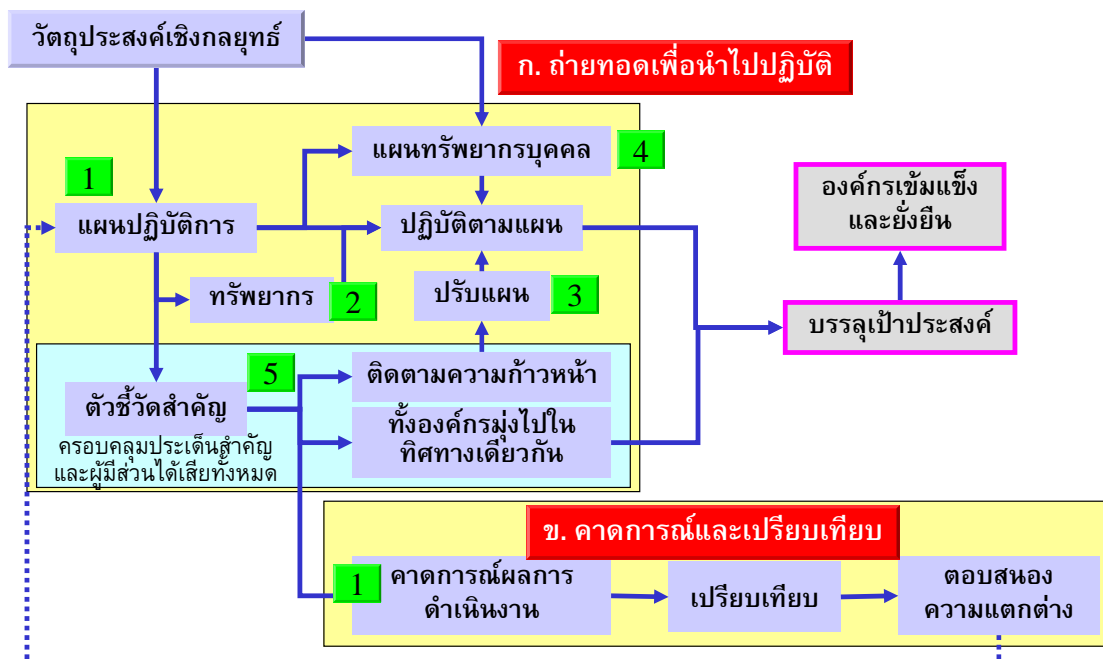 วัตถุประสงค์เชิงกลยุทธ์
ก. ถ่ายทอดเพื่อนำไปปฏิบัติ
แผนทรัพยากรบุคคล
4
1
องค์กรเข้มแข็ง
และยั่งยืน
แผนปฏิบัติการ
ปฏิบัติตามแผน
ทรัพยากร
2
ปรับแผน
3
บรรลุเป้าประสงค์
5
ติดตามความก้าวหน้า
ตัวชี้วัดสำคัญ
ครอบคลุมประเด็นสำคัญ
และผู้มีส่วนได้เสียทั้งหมด
ทั้งองค์กรมุ่งไปใน
ทิศทางเดียวกัน
ข. คาดการณ์และเปรียบเทียบ
1
คาดการณ์ผลการ
ดำเนินงาน
เปรียบเทียบ
ตอบสนอง
ความแตกต่าง